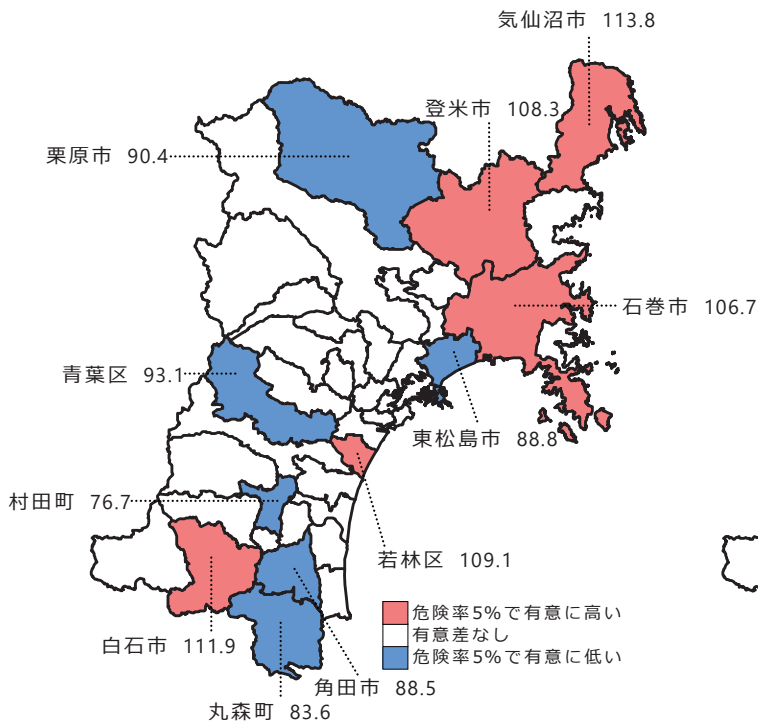 気仙沼市 113.8
登米市 108.3
栗原市 90.4
石巻市 106.7
青葉区 93.1
東松島市 88.8
村田町 76.7
若林区 109.1
危険率5%で有意に高い
有意差なし
危険率5%で有意に低い
白石市 111.9
角田市 88.5
丸森町 83.6